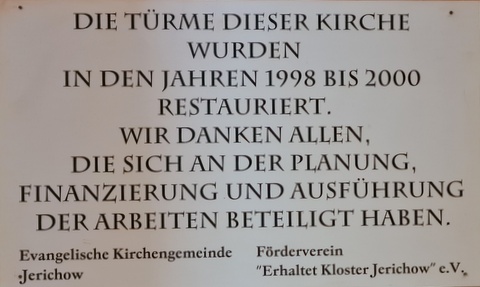 DIE TÜRME DIESER KIRCHE
WURDEN
IN DEN JAHREN 1998 BIS 2000
RESTAURIERT.
WIR DANKEN ALLEN,
DIE SICH AN DER PLANUNG,
FINANZIERUNG UND AUSFÜHRUNG
DER ARBEITEN BETEILIGT HABEN.
Evangelische Kirchengemeinde
Jerichow
Förderverein
"Erhaltet Kloster Jerichow" e.V.